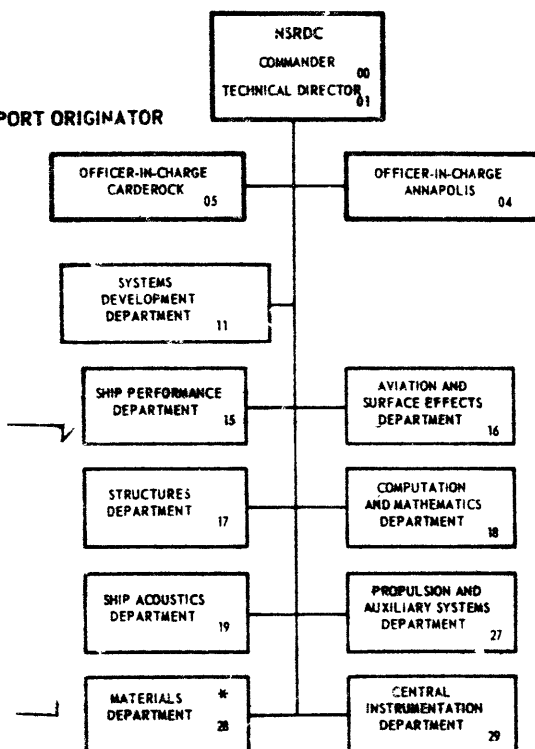 NSRDC
COMMANDER
00
TECHNICAL DIRECTOR
01
PORT ORIGINATOR
OFFICER-IN-CHARGE
CARDEROCK
05
OFFICER-IN-CHARGE
ANNAPOLIS
04
SYSTEMS
DEVELOPMENT
DEPARTMENT
11
SHIP PERFORMANCE
DEPARTMENT
15
AVIATION AND
SURFACE EFFECTS
DEPARTMENT
16
STRUCTURES
DEPARTMENT
17
COMPUTATION
AND MATHEMATICS
DEPARTMENT
18
SHIP ACOUSTICS
DEPARTMENT
19
PROPULSION AND
AUXILIARY SYSTEMS
DEPARTMENT
27
MATERIALS *
DEPARTMENT
28
CENTRAL
INSTRUMENTATION
DEPARTMENT
29